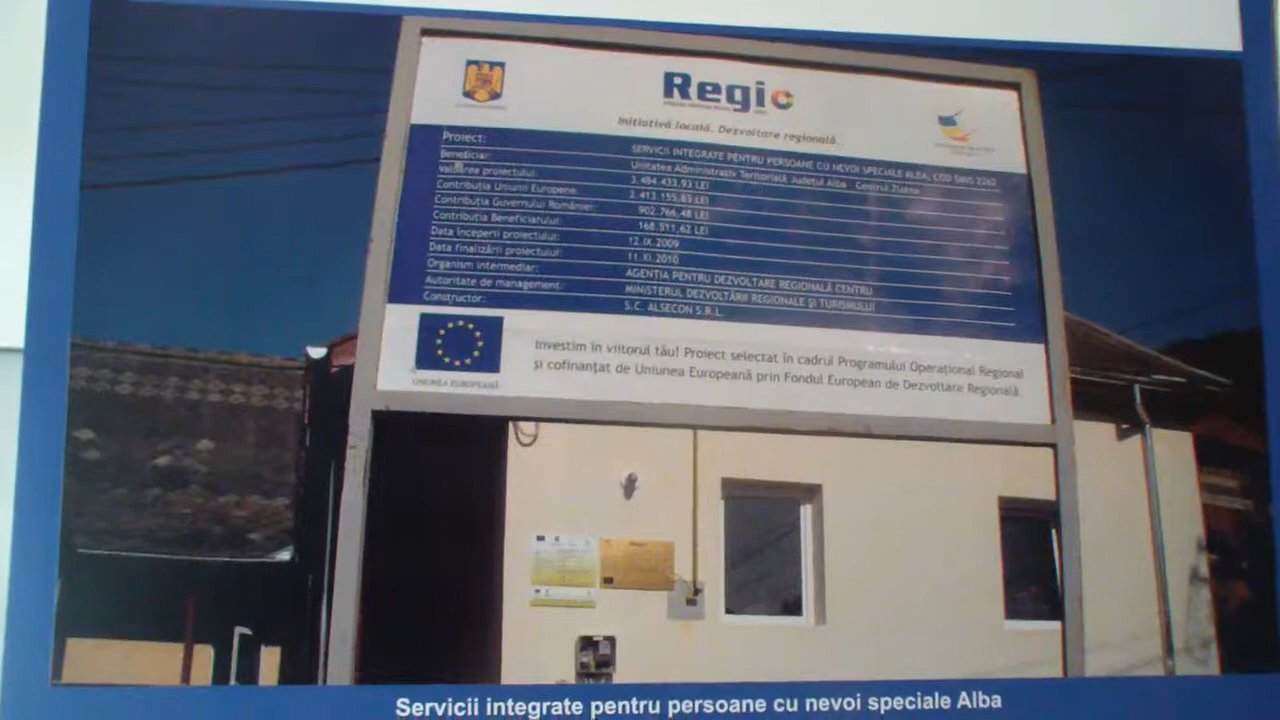 Regio
Inițiativă locală. Dezvoltare regională.
Proiect: SERVICII INTEGRATE PENTRU PERSOANE CU NEVOI SPECIALE ALBA, COD SMIS 2262
Beneficiar: Unitatea Administrativ Teritorială Județul Alba Centrul Zlatna
Valoarea proiectului: 3.484.433,93 LEI
Contribuția Uniunii Europene: 2.413.155,83 LEI
Contribuția Guvernului României: 902.766,48 LEI
Contribuția Beneficiarului: 168.511,62 LEI
Data începerii proiectului: 12.IX.2009
Data finalizării proiectului: 11.XI.2010
Organism intermediar: AGENȚIA PENTRU DEZVOLTARE REGIONALĂ CENTRU
Autoritate de management: MINISTERUL DEZVOLTĂRII REGIONALE ȘI TURISMULUI
Constructor: S.C. ALSECON S.R.L.
Investim în viitorul tău! Proiect selectat în cadrul Programului Operațional Regional
și cofinanțat de Uniunea Europeană prin Fondul European de Dezvoltare Regională.
UNIUNEA EUROPEANĂ
Servicii integrate pentru persoane cu nevoi speciale Alba